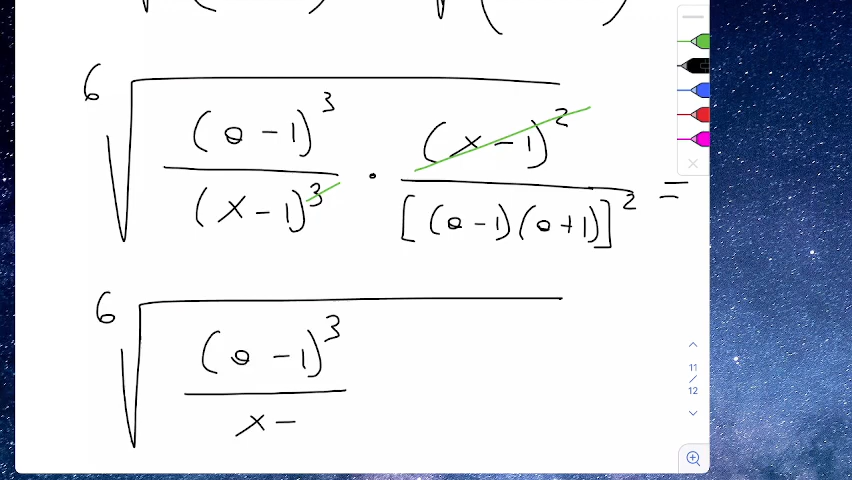 6√ (a-1)³ / (x-1)³ · (x-1)² / [(a-1)(a+1)]² =
6√ (a-1)³ / x-
11
/
12